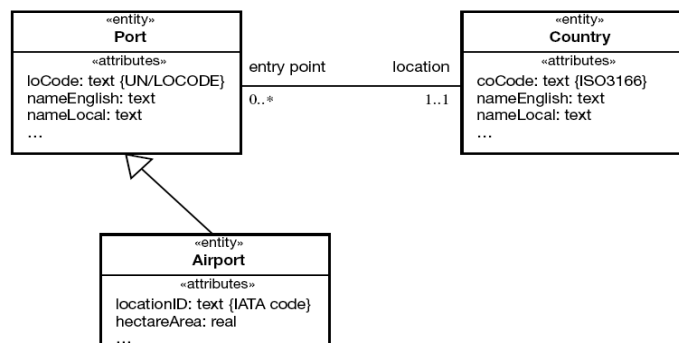 «entity»
Port
«attributes»
loCode: text {UN/LOCODE}
nameEnglish: text
nameLocal: text
...
entry point
location
0..*
1..1
«entity»
Country
«attributes»
coCode: text {ISO3166}
nameEnglish: text
nameLocal: text
...
«entity»
Airport
«attributes»
locationID: text {IATA code}
hectareArea: real
...